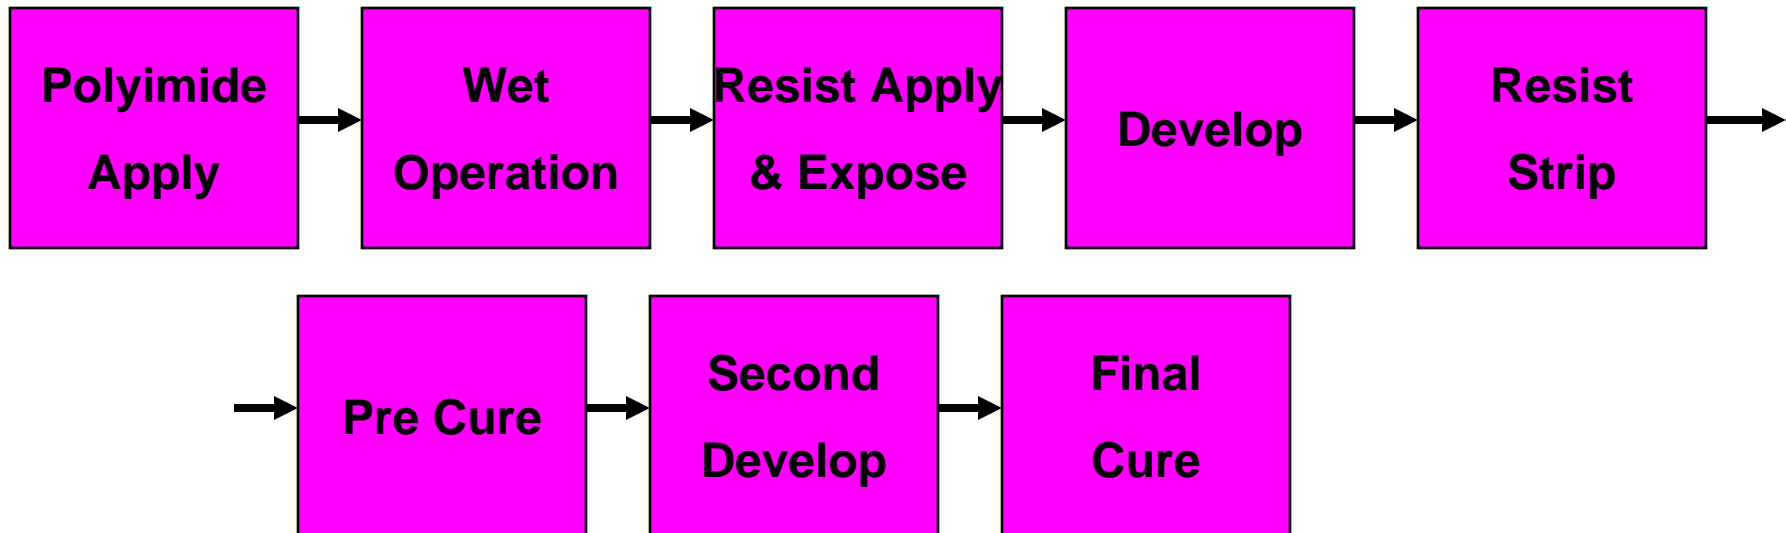 Polyimide
Apply
Wet
Operation
Resist Apply
& Expose
Develop
Resist
Strip
Pre Cure
Second
Develop
Final
Cure